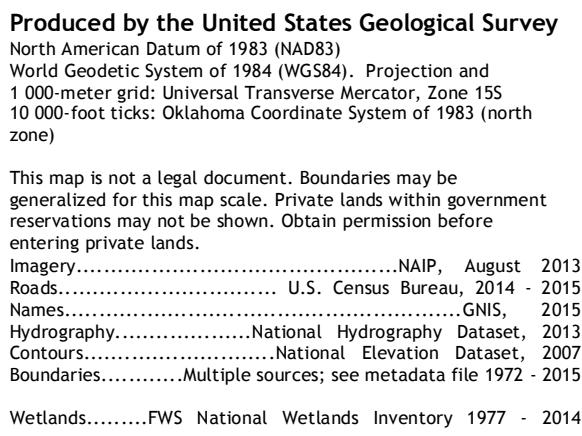 Produced by the United States Geological Survey
North American Datum of 1983 (NAD83)
World Geodetic System of 1984 (WGS84). Projection and
1 000-meter grid: Universal Transverse Mercator, Zone 15S
10 000-foot ticks: Oklahoma Coordinate System of 1983 (north
zone)
This map is not a legal document. Boundaries may be
generalized for this map scale. Private lands within government
reservations may not be shown. Obtain permission before
entering private lands.
Imagery..............................................NAIP, August 2013
Roads............................... U.S. Census Bureau, 2014 - 2015
Names.........................................................GNIS, 2015
Hydrography....................National Hydrography Dataset, 2013
Contours...........................National Elevation Dataset, 2007
Boundaries............Multiple sources; see metadata file 1972 - 2015
Wetlands.........FWS National Wetlands Inventory 1977 - 2014